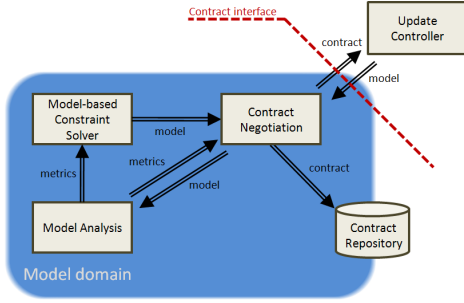 Contract interface
Update
Controller
contract
model
Model-based
Constraint
Solver
model
Contract
Negotiation
metrics
metrics
model
contract
Model Analysis
Contract
Repository
Model domain